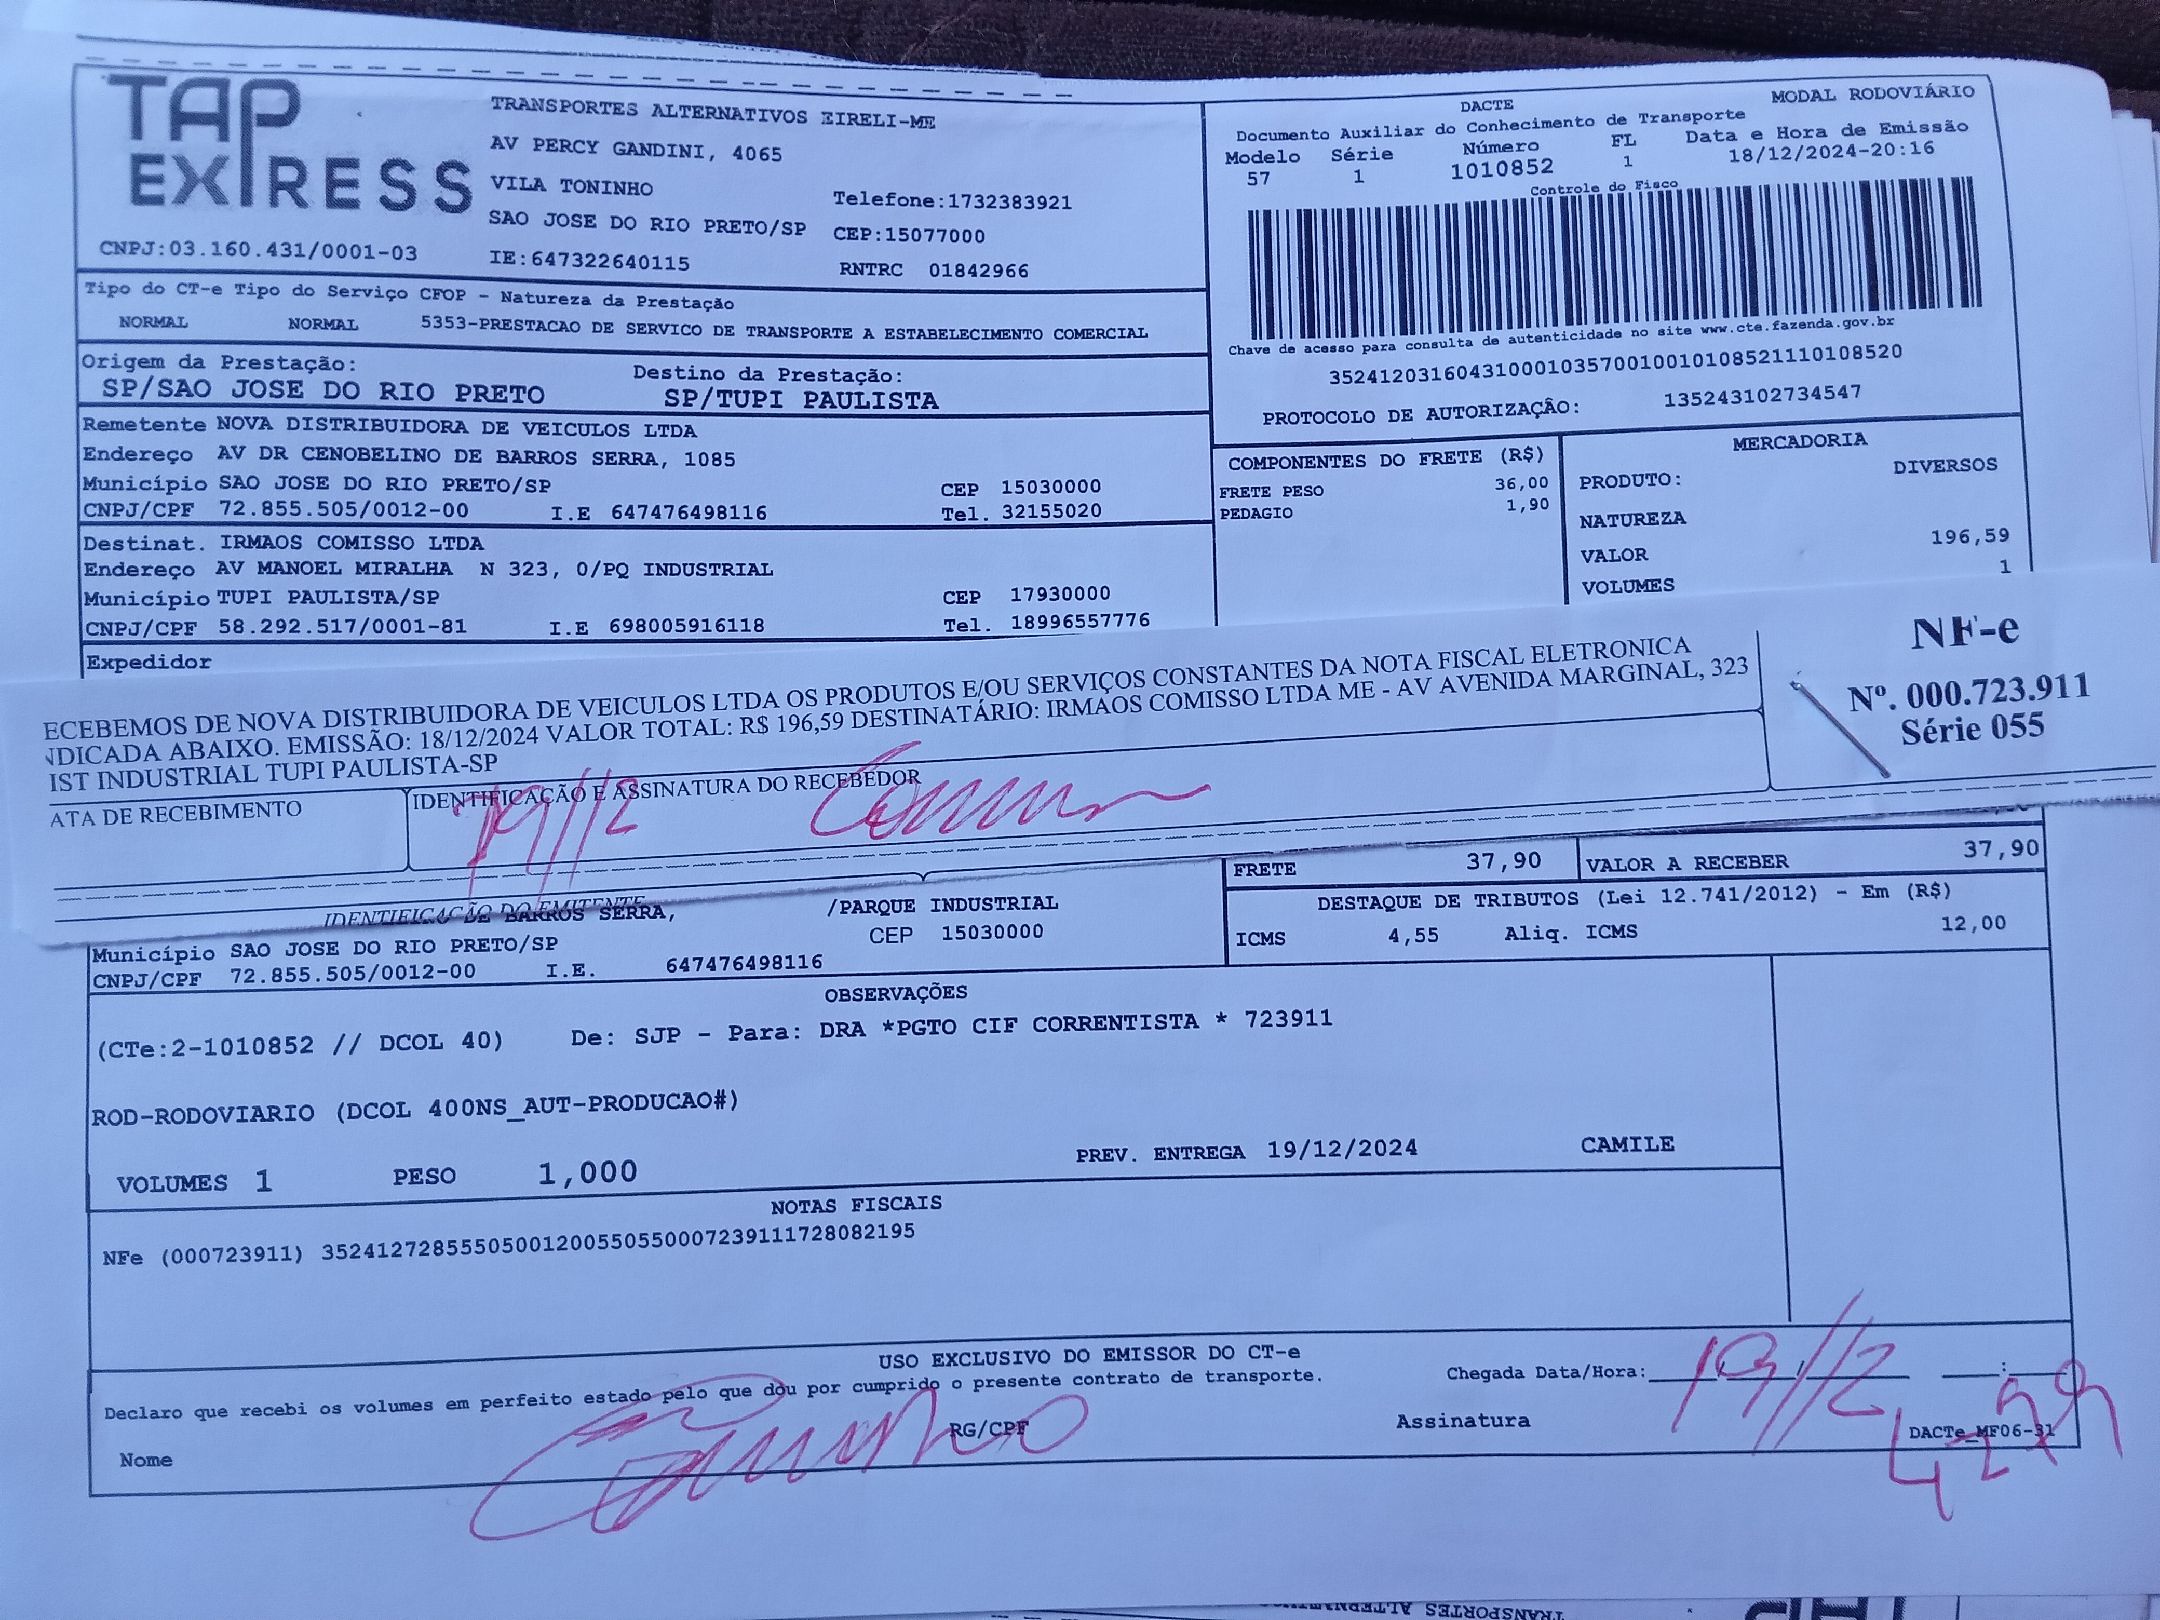 TAP EXPRESS
TRANSPORTES ALTERNATIVOS EIRELI-ME
AV PERCY GANDINI, 4065
VILA TONINHO
Telefone:1732383921
SAO JOSE DO RIO PRETO/SP CEP:15077000
CNPJ:03.160.431/0001-03 IE:647322640115 RNTRC 01842966
DACTE MODAL RODOVIÁRIO
Documento Auxiliar do Conhecimento de Transporte
Modelo Série Número FL Data e Hora de Emissão
57 1 1010852 1 18/12/2024-20:16
Controle do Fisco
Chave de acesso para consulta de autenticidade no site www.cte.fazenda.gov.br
35241203160431000103570010010108521110108520
PROTOCOLO DE AUTORIZAÇÃO: 135243102734547
Tipo do CT-e Tipo do Serviço CFOP - Natureza da Prestação
NORMAL NORMAL 5353-PRESTACAO DE SERVICO DE TRANSPORTE A ESTABELECIMENTO COMERCIAL
Origem da Prestação: Destino da Prestação:
SP/SAO JOSE DO RIO PRETO SP/TUPI PAULISTA
Remetente NOVA DISTRIBUIDORA DE VEICULOS LTDA
Endereço AV DR CENOBELINO DE BARROS SERRA, 1085
Município SAO JOSE DO RIO PRETO/SP CEP 15030000
CNPJ/CPF 72.855.505/0012-00 I.E 647476498116 Tel. 32155020
Destinat. IRMAOS COMISSO LTDA
Endereço AV MANOEL MIRALHA N 323, 0/PQ INDUSTRIAL
Município TUPI PAULISTA/SP CEP 17930000
CNPJ/CPF 58.292.517/0001-81 I.E 698005916118 Tel. 18996557776
Expedidor
COMPONENTES DO FRETE (R$)
FRETE PESO 36,00
PEDAGIO 1,90
MERCADORIA
PRODUTO: DIVERSOS
NATUREZA
VALOR 196,59
VOLUMES 1
ECEBEMOS DE NOVA DISTRIBUIDORA DE VEICULOS LTDA OS PRODUTOS E/OU SERVIÇOS CONSTANTES DA NOTA FISCAL ELETRONICA
NDICADA ABAIXO. EMISSÃO: 18/12/2024 VALOR TOTAL: R$ 196,59 DESTINATÁRIO: IRMAOS COMISSO LTDA ME - AV AVENIDA MARGINAL, 323
IST INDUSTRIAL TUPI PAULISTA-SP
ATA DE RECEBIMENTO IDENTIFICAÇÃO E ASSINATURA DO RECEBEDOR
19/12
NF-e
Nº. 000.723.911
Série 055
IDENTIFICAÇÃO DO EMITENTE
DE BARROS SERRA, /PARQUE INDUSTRIAL
Município SAO JOSE DO RIO PRETO/SP CEP 15030000
CNPJ/CPF 72.855.505/0012-00 I.E. 647476498116
FRETE 37,90 VALOR A RECEBER 37,90
DESTAQUE DE TRIBUTOS (Lei 12.741/2012) - Em (R$)
ICMS 4,55 Aliq. ICMS 12,00
OBSERVAÇÕES
(CTe:2-1010852 // DCOL 40) De: SJP - Para: DRA *PGTO CIF CORRENTISTA * 723911
ROD-RODOVIARIO (DCOL 400NS_AUT-PRODUCAO#)
VOLUMES 1 PESO 1,000 PREV. ENTREGA 19/12/2024 CAMILE
NOTAS FISCAIS
NFe (000723911) 35241272855505001200550550007239111728082195
USO EXCLUSIVO DO EMISSOR DO CT-e
Declaro que recebi os volumes em perfeito estado pelo que dou por cumprido o presente contrato de transporte.
Chegada Data/Hora: 19/12
Nome RG/CPF Assinatura
DACTe_MF06-31
TRANSPORTES ALTERNATIV